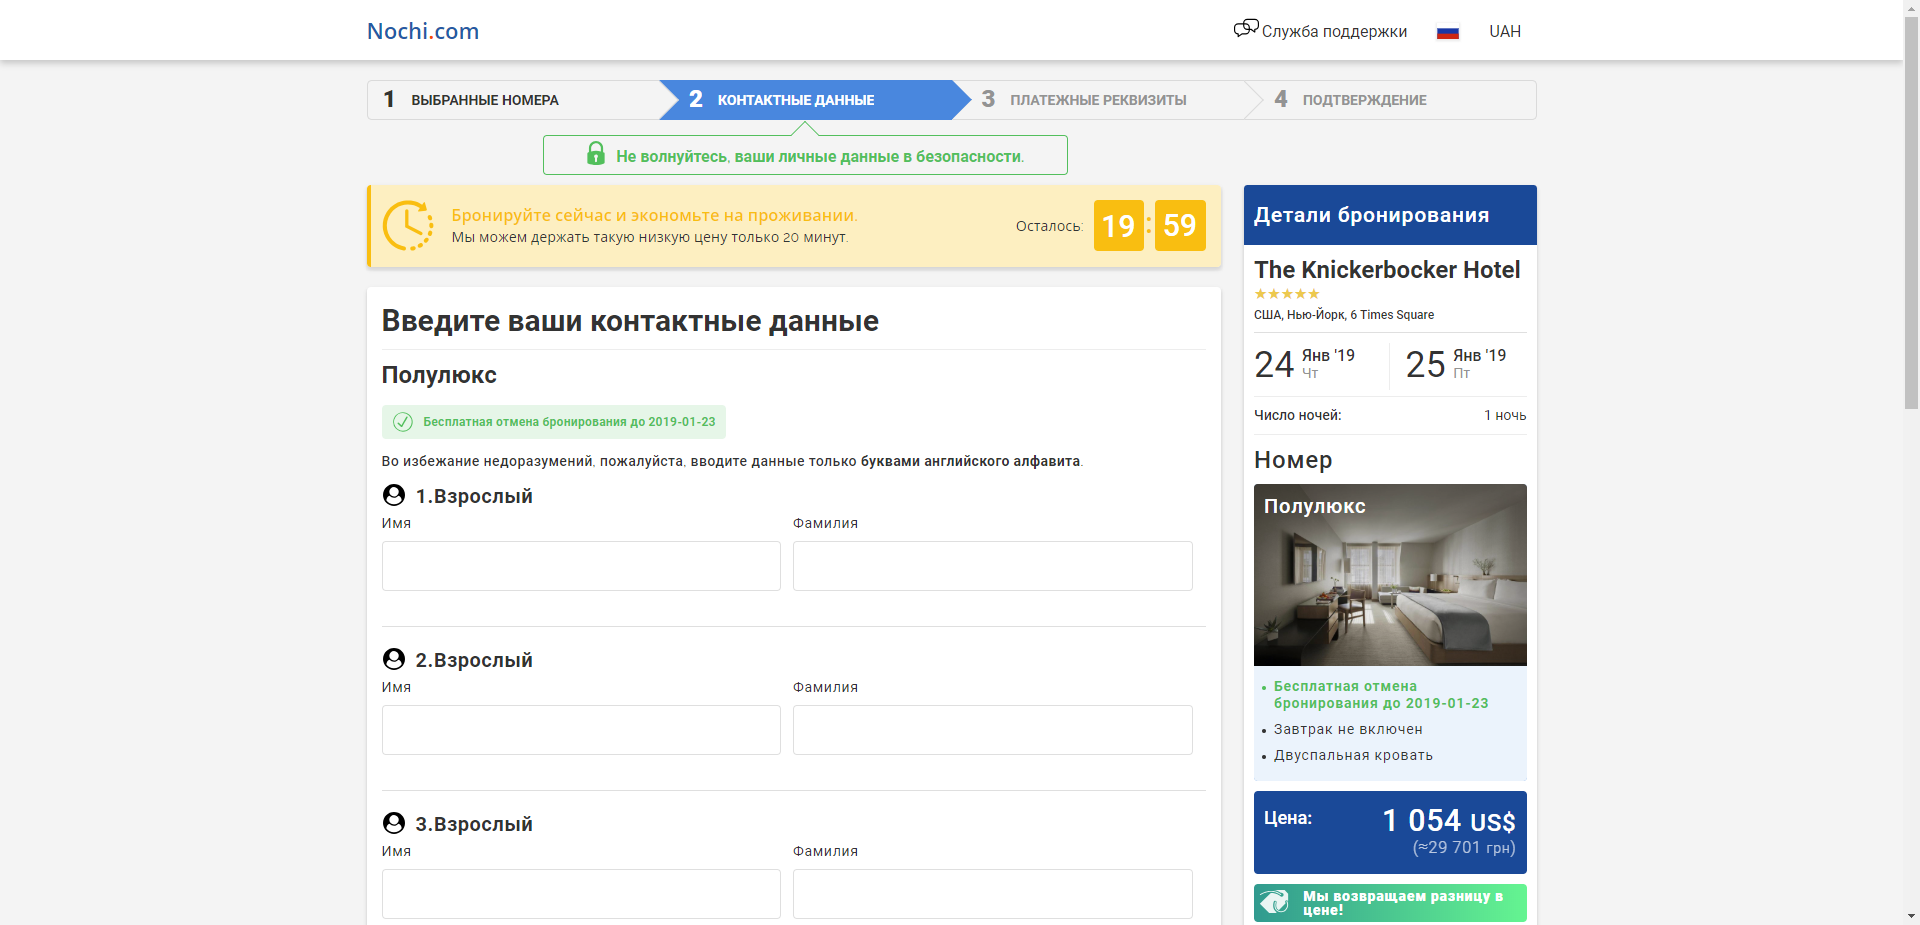 Nochi.com
Служба поддержки
UAH
1 ВЫБРАННЫЕ НОМЕРА
2 КОНТАКТНЫЕ ДАННЫЕ
3 ПЛАТЕЖНЫЕ РЕКВИЗИТЫ
4 ПОДТВЕРЖДЕНИЕ
Не волнуйтесь, ваши личные данные в безопасности.
Бронируйте сейчас и экономьте на проживании.
Мы можем держать такую низкую цену только 20 минут.
Осталось: 19 : 59
Введите ваши контактные данные
Полулюкс
Бесплатная отмена бронирования до 2019-01-23
Во избежание недоразумений, пожалуйста, вводите данные только буквами английского алфавита.
1.Взрослый
Имя
Фамилия
2.Взрослый
Имя
Фамилия
3.Взрослый
Имя
Фамилия
Детали бронирования
The Knickerbocker Hotel
США, Нью-Йорк, 6 Times Square
24 Янв '19 Чт
25 Янв '19 Пт
Число ночей: 1 ночь
Номер
Полулюкс
Бесплатная отмена
бронирования до 2019-01-23
Завтрак не включен
Двуспальная кровать
Цена: 1 054 US$
(≈29 701 грн)
Мы возвращаем разницу в
цене!